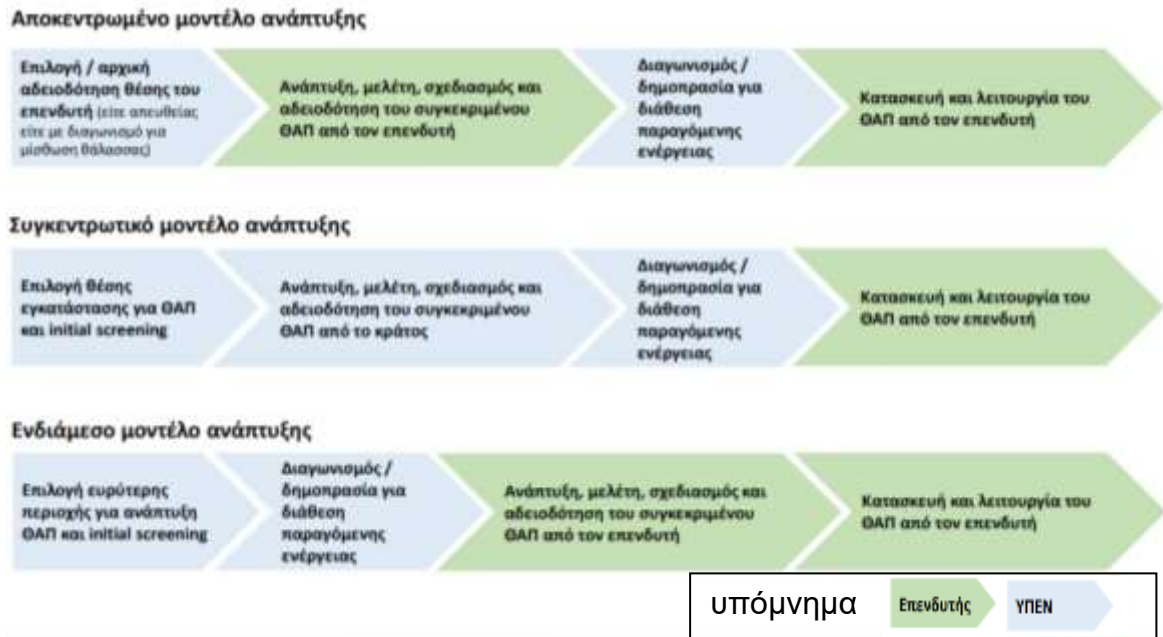 Αποκεντρωμένο μοντέλο ανάπτυξης
Επιλογή / αρχική
αδειοδότηση θέσης του
επενδυτή (είτε απευθείας
είτε με διαγωνισμό για
μίσθωση θάλασσας)
Ανάπτυξη, μελέτη, σχεδιασμός και
αδειοδότηση του συγκεκριμένου
ΘΑΠ από τον επενδυτή
Διαγωνισμός /
δημοπρασία για
διάθεση
παραγόμενης
ενέργειας
Κατασκευή και λειτουργία του
ΘΑΠ από τον επενδυτή
Συγκεντρωτικό μοντέλο ανάπτυξης
Επιλογή θέσης
εγκατάστασης για ΘΑΠ
και initial screening
Ανάπτυξη, μελέτη, σχεδιασμός και
αδειοδότηση του συγκεκριμένου
ΘΑΠ από το κράτος
Διαγωνισμός /
δημοπρασία για
διάθεση
παραγόμενης
ενέργειας
Κατασκευή και λειτουργία του
ΘΑΠ από τον επενδυτή
Ενδιάμεσο μοντέλο ανάπτυξης
Επιλογή ευρύτερης
περιοχής για ανάπτυξη
ΘΑΠ και initial screening
Διαγωνισμός /
δημοπρασία για
διάθεση
παραγόμενης
ενέργειας
Ανάπτυξη, μελέτη, σχεδιασμός και
αδειοδότηση του συγκεκριμένου
ΘΑΠ από τον επενδυτή
Κατασκευή και λειτουργία του
ΘΑΠ από τον επενδυτή
υπόμνημα Επενδυτής ΥΠΕΝ